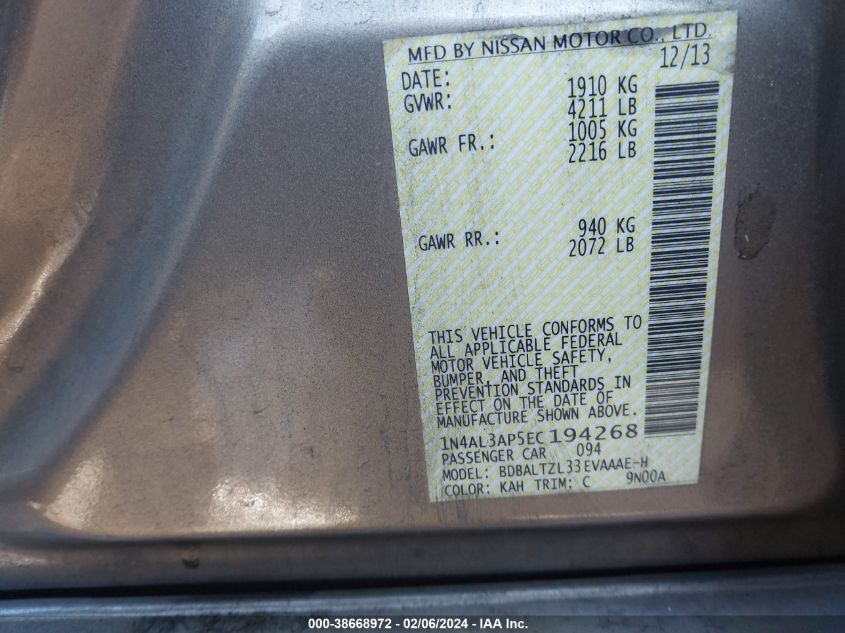 MFD BY NISSAN MOTOR CO., LTD.
DATE: 12/13
GVWR: 1910 KG
4211 LB
GAWR FR.: 1005 KG
2216 LB
GAWR RR.: 940 KG
2072 LB
THIS VEHICLE CONFORMS TO
ALL APPLICABLE FEDERAL
MOTOR VEHICLE SAFETY,
BUMPER, AND THEFT
PREVENTION STANDARDS IN
EFFECT ON THE DATE OF
MANUFACTURE SHOWN ABOVE.
1N4AL3AP5EC194268
PASSENGER CAR 094
MODEL: BDBALTZL33EVAAAE-H
COLOR: KAH TRIM: C 9N00A
000-38668972 - 02/06/2024 - Copyright © IAA, Inc.